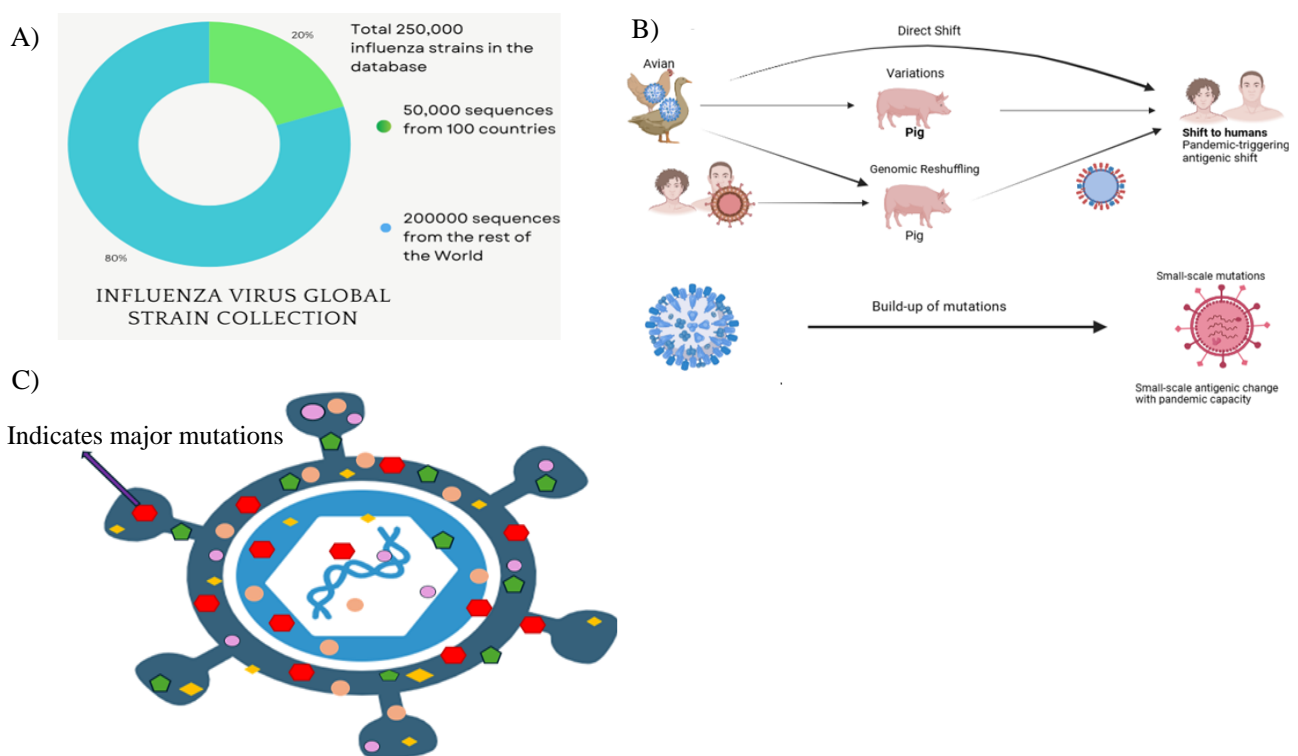 A)
20%
Total 250,000
influenza strains in the
database
50,000 sequences
from 100 countries
200000 sequences
from the rest of
the World
80%
INFLUENZA VIRUS GLOBAL
STRAIN COLLECTION
B)
Direct Shift
Avian
Variations
Pig
Shift to humans
Pandemic-triggering
antigenic shift
Genomic Reshuffling
Pig
Small-scale mutations
Build-up of mutations
Small-scale antigenic change
with pandemic capacity
C)
Indicates major mutations